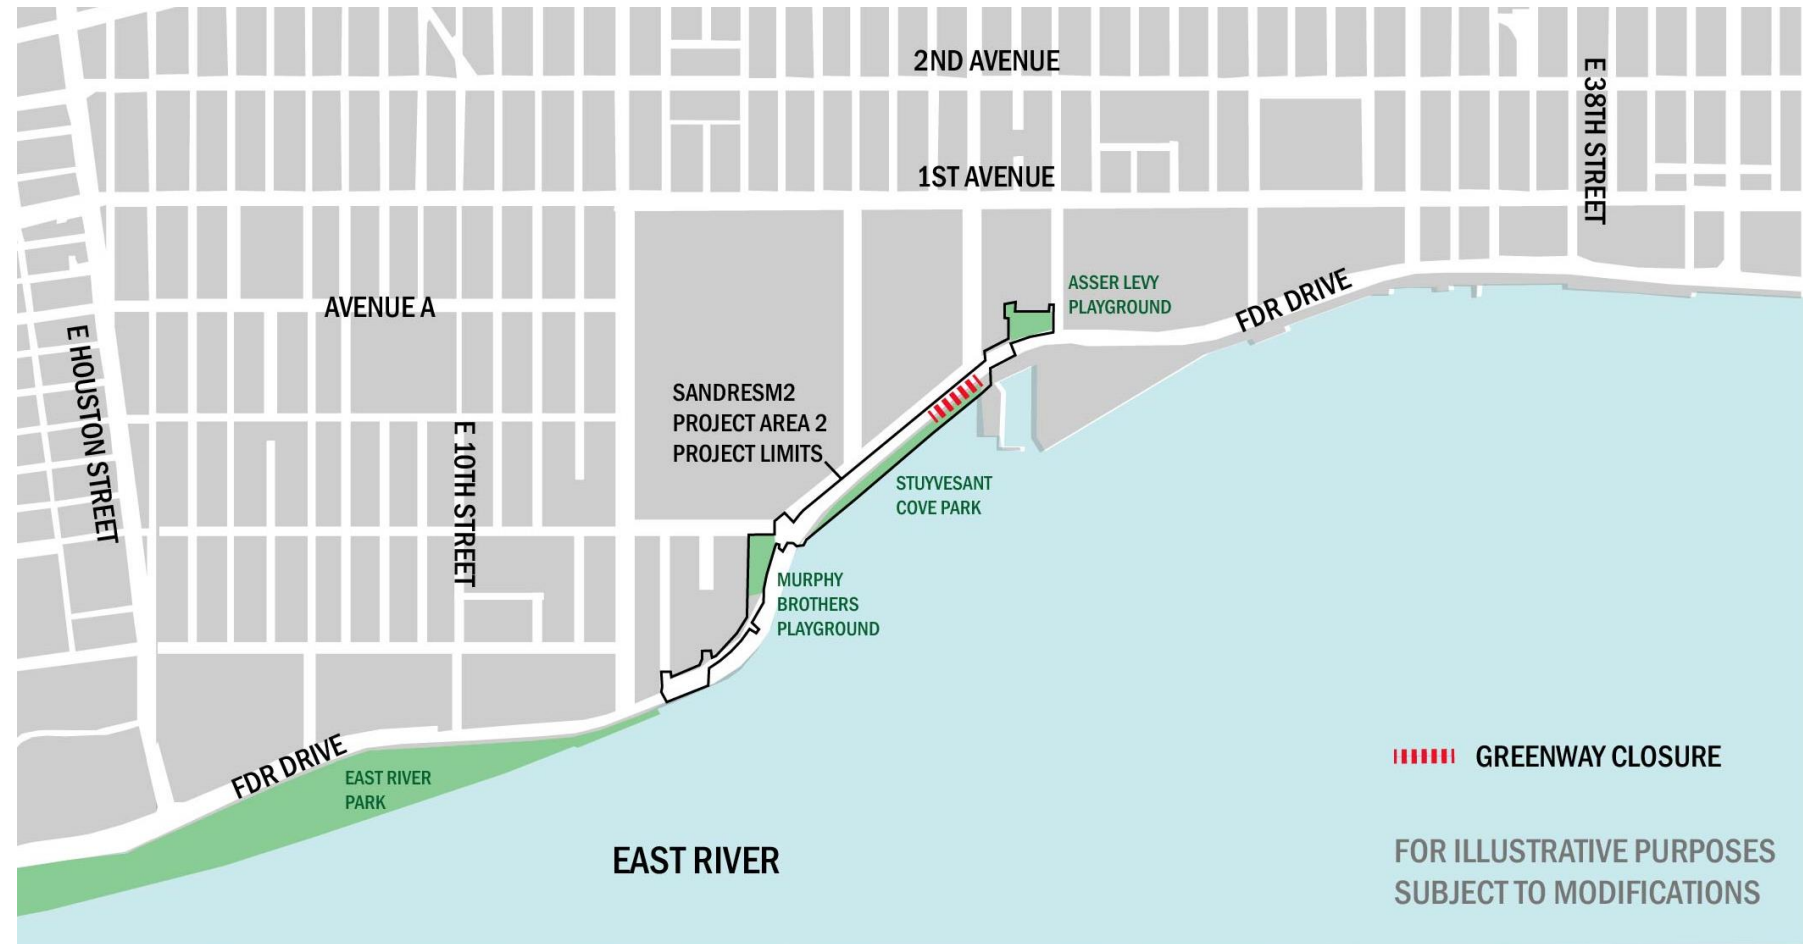 2ND AVENUE
E 38TH STREET
1ST AVENUE
ASSER LEVY
PLAYGROUND
FDR DRIVE
AVENUE A
E HOUSTON STREET
SANDRESM2
PROJECT AREA 2
PROJECT LIMITS
E 10TH STREET
STUYVESANT
COVE PARK
MURPHY
BROTHERS
PLAYGROUND
FDR DRIVE
EAST RIVER
PARK
GREENWAY CLOSURE
EAST RIVER
FOR ILLUSTRATIVE PURPOSES
SUBJECT TO MODIFICATIONS